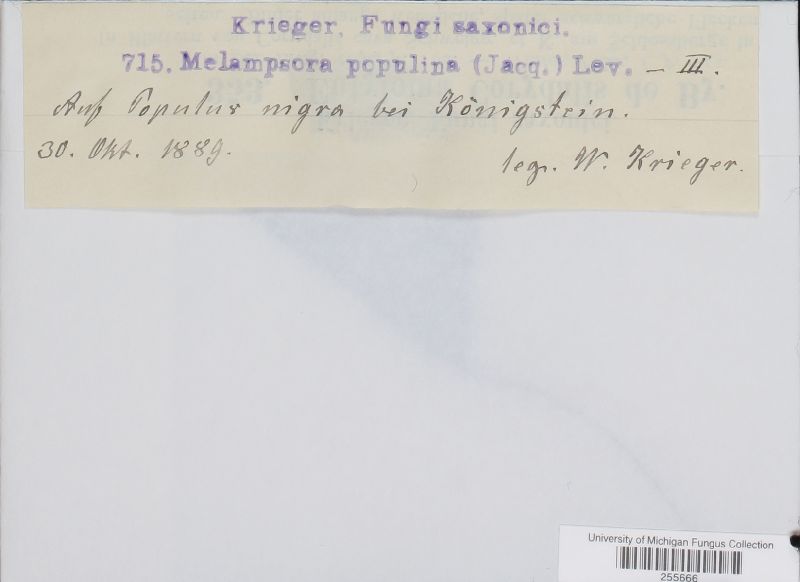 Krieger, Fungi saxonici.
715. Melampsora populina (Jacq.) Lev. – III.
Auf Populus nigra bei Königstein.
30. Okt. 1889.
leg. W. Krieger.
University of Michigan Fungus Collection
255666